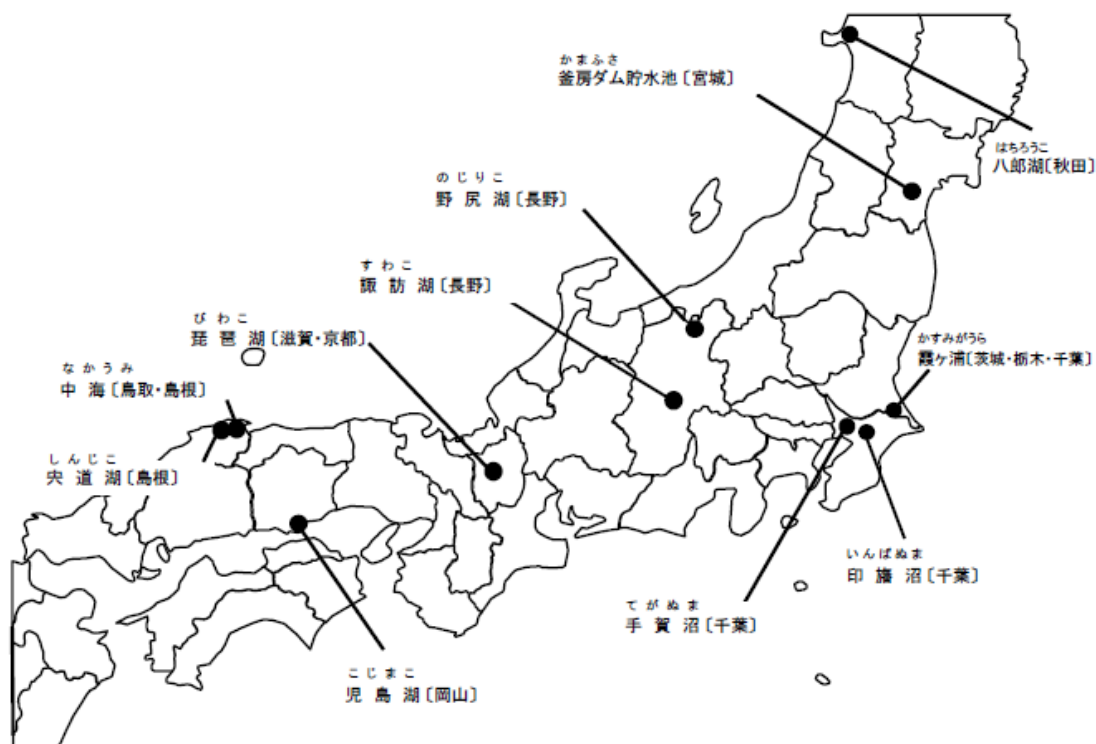 かまふさ
釜房ダム貯水池〔宮城〕
はちろうこ
八郎湖〔秋田〕
のじりこ
野尻湖〔長野〕
すわこ
諏訪湖〔長野〕
びわこ
琵琶湖〔滋賀・京都〕
かすみがうら
霞ヶ浦〔茨城・栃木・千葉〕
なかうみ
中海〔鳥取・島根〕
しんじこ
宍道湖〔島根〕
いんばぬま
印旛沼〔千葉〕
てがぬま
手賀沼〔千葉〕
こじまこ
児島湖〔岡山〕